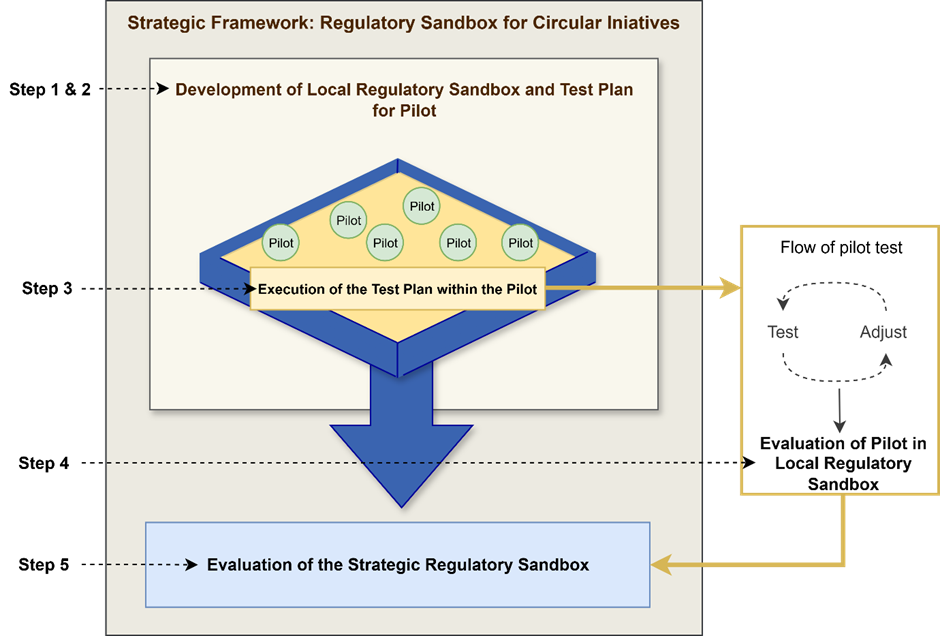 Strategic Framework: Regulatory Sandbox for Circular Iniatives
Step 1 & 2
Development of Local Regulatory Sandbox and Test Plan
for Pilot
Pilot
Pilot
Pilot
Pilot
Pilot
Pilot
Step 3
Execution of the Test Plan within the Pilot
Flow of pilot test
Test
Adjust
Step 4
Evaluation of Pilot in
Local Regulatory
Sandbox
Step 5
Evaluation of the Strategic Regulatory Sandbox